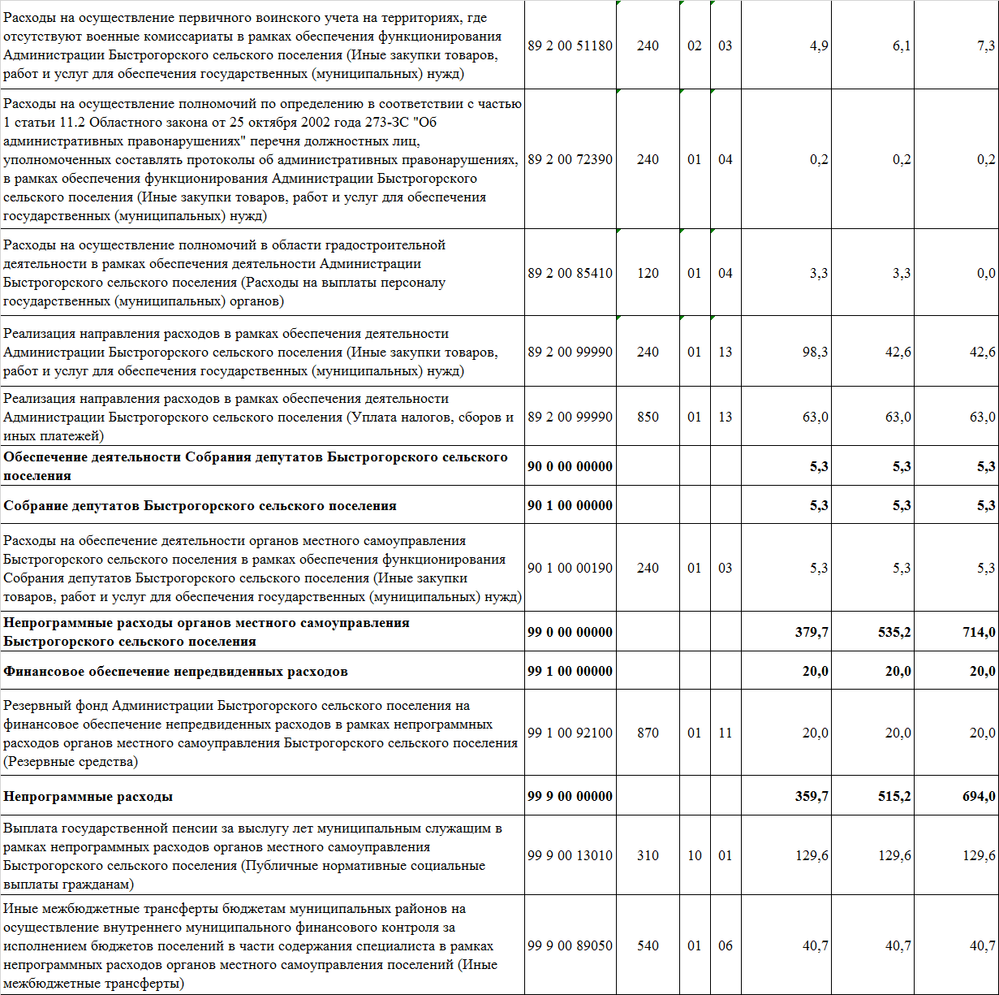 Расходы на осуществление первичного воинского учета на территориях, где
отсутствуют военные комиссариаты в рамках обеспечения функционирования
Администрации Быстрогорского сельского поселения (Иные закупки товаров,
работ и услуг для обеспечения государственных (муниципальных) нужд)
89 2 00 51180 240 02 03 4,9 6,1 7,3
Расходы на осуществление полномочий по определению в соответствии с частью
1 статьи 11.2 Областного закона от 25 октября 2002 года 273-ЗС "Об
административных правонарушениях" перечня должностных лиц,
уполномоченных составлять протоколы об административных правонарушениях,
в рамках обеспечения функционирования Администрации Быстрогорского
сельского поселения (Иные закупки товаров, работ и услуг для обеспечения
государственных (муниципальных) нужд)
89 2 00 72390 240 01 04 0,2 0,2 0,2
Расходы на осуществление полномочий в области градостроительной
деятельности в рамках обеспечения деятельности Администрации
Быстрогорского сельского поселения (Расходы на выплаты персоналу
государственных (муниципальных) органов)
89 2 00 85410 120 01 04 3,3 3,3 0,0
Реализация направления расходов в рамках обеспечения деятельности
Администрации Быстрогорского сельского поселения (Иные закупки товаров,
работ и услуг для обеспечения государственных (муниципальных) нужд)
89 2 00 99990 240 01 13 98,3 42,6 42,6
Реализация направления расходов в рамках обеспечения деятельности
Администрации Быстрогорского сельского поселения (Уплата налогов, сборов и
иных платежей)
89 2 00 99990 850 01 13 63,0 63,0 63,0
Обеспечение деятельности Собрания депутатов Быстрогорского сельского
поселения
90 0 00 00000 5,3 5,3 5,3
Собрание депутатов Быстрогорского сельского поселения 90 1 00 00000 5,3 5,3 5,3
Расходы на обеспечение деятельности органов местного самоуправления
Быстрогорского сельского поселения в рамках обеспечения функционирования
Собрания депутатов Быстрогорского сельского поселения (Иные закупки
товаров, работ и услуг для обеспечения государственных (муниципальных) нужд)
90 1 00 00190 240 01 03 5,3 5,3 5,3
Непрограммные расходы органов местного самоуправления
Быстрогорского сельского поселения
99 0 00 00000 379,7 535,2 714,0
Финансовое обеспечение непредвиденных расходов 99 1 00 00000 20,0 20,0 20,0
Резервный фонд Администрации Быстрогорского сельского поселения на
финансовое обеспечение непредвиденных расходов в рамках непрограммных
расходов органов местного самоуправления Быстрогорского сельского поселения
(Резервные средства)
99 1 00 92100 870 01 11 20,0 20,0 20,0
Непрограммные расходы 99 9 00 00000 359,7 515,2 694,0
Выплата государственной пенсии за выслугу лет муниципальным служащим в
рамках непрограммных расходов органов местного самоуправления
Быстрогорского сельского поселения (Публичные нормативные социальные
выплаты гражданам)
99 9 00 13010 310 10 01 129,6 129,6 129,6
Иные межбюджетные трансферты бюджетам муниципальных районов на
осуществление внутреннего муниципального финансового контроля за
исполнением бюджетов поселений в части содержания специалиста в рамках
непрограммных расходов органов местного самоуправления поселений (Иные
межбюджетные трансферты)
99 9 00 89050 540 01 06 40,7 40,7 40,7